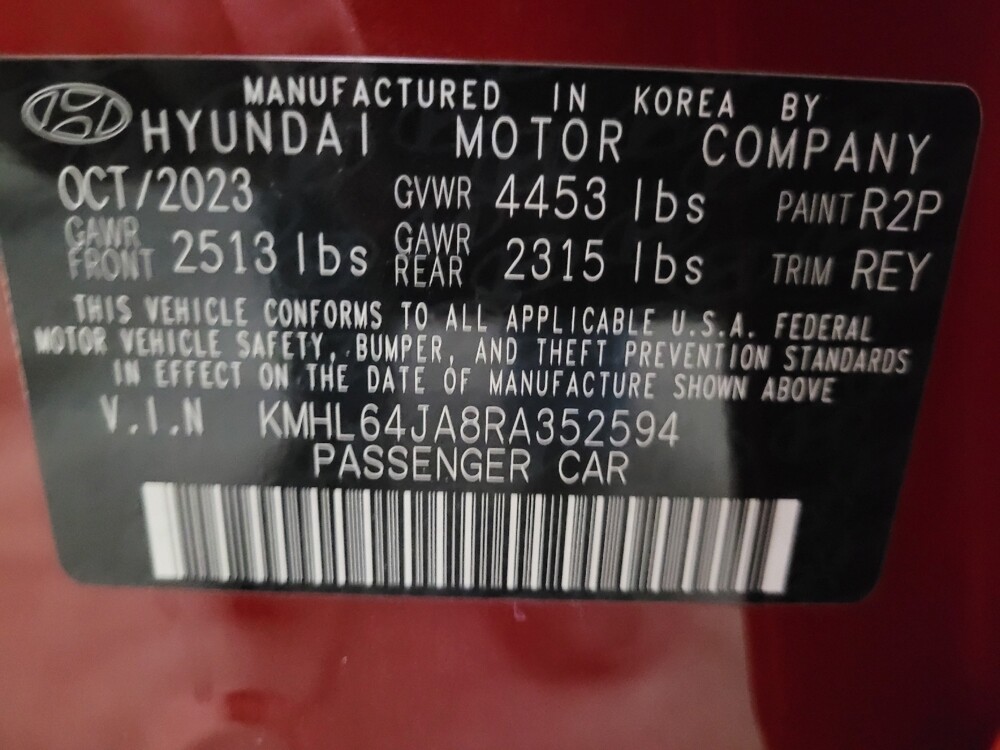 MANUFACTURED IN KOREA BY
HYUNDAI MOTOR COMPANY
OCT/2023 GVWR 4453 lbs PAINT R2P
GAWR FRONT 2513 lbs GAWR REAR 2315 lbs TRIM REY
THIS VEHICLE CONFORMS TO ALL APPLICABLE U.S.A. FEDERAL
MOTOR VEHICLE SAFETY, BUMPER, AND THEFT PREVENTION STANDARDS
IN EFFECT ON THE DATE OF MANUFACTURE SHOWN ABOVE
V.I.N KMHL64JA8RA352594
PASSENGER CAR